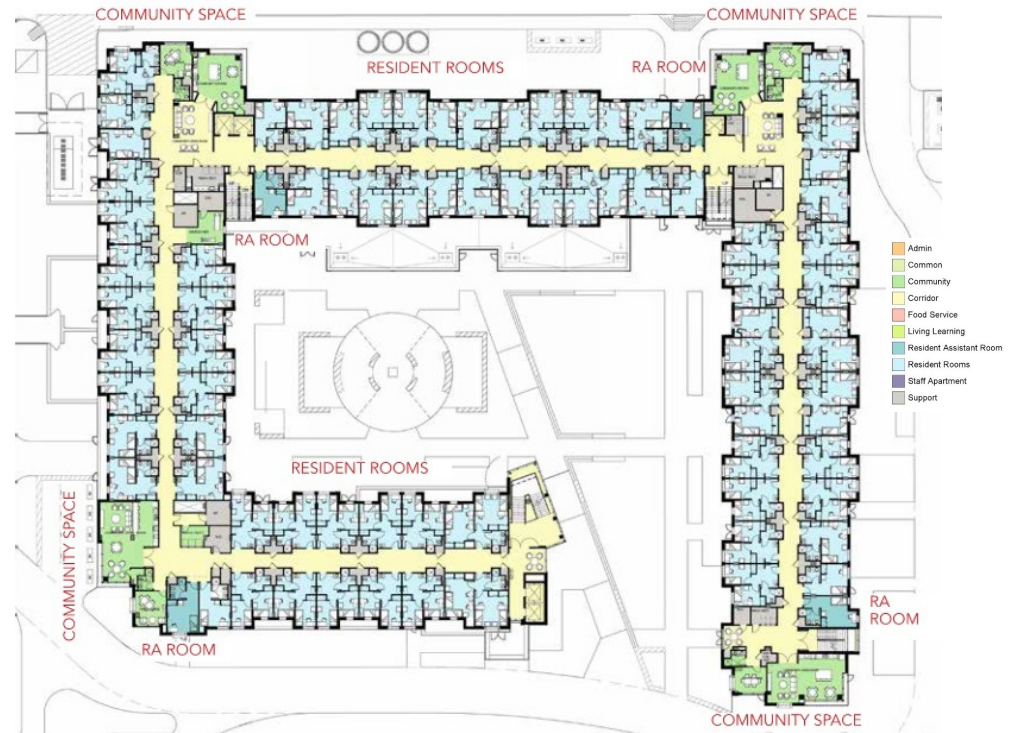 COMMUNITY SPACE
COMMUNITY SPACE
RESIDENT ROOMS
RA ROOM
RA ROOM
Admin
Common
Community
Corridor
Food Service
Living Learning
Resident Assistant Room
Resident Rooms
Staff Apartment
Support
RESIDENT ROOMS
COMMUNITY SPACE
RA
ROOM
RA ROOM
COMMUNITY SPACE